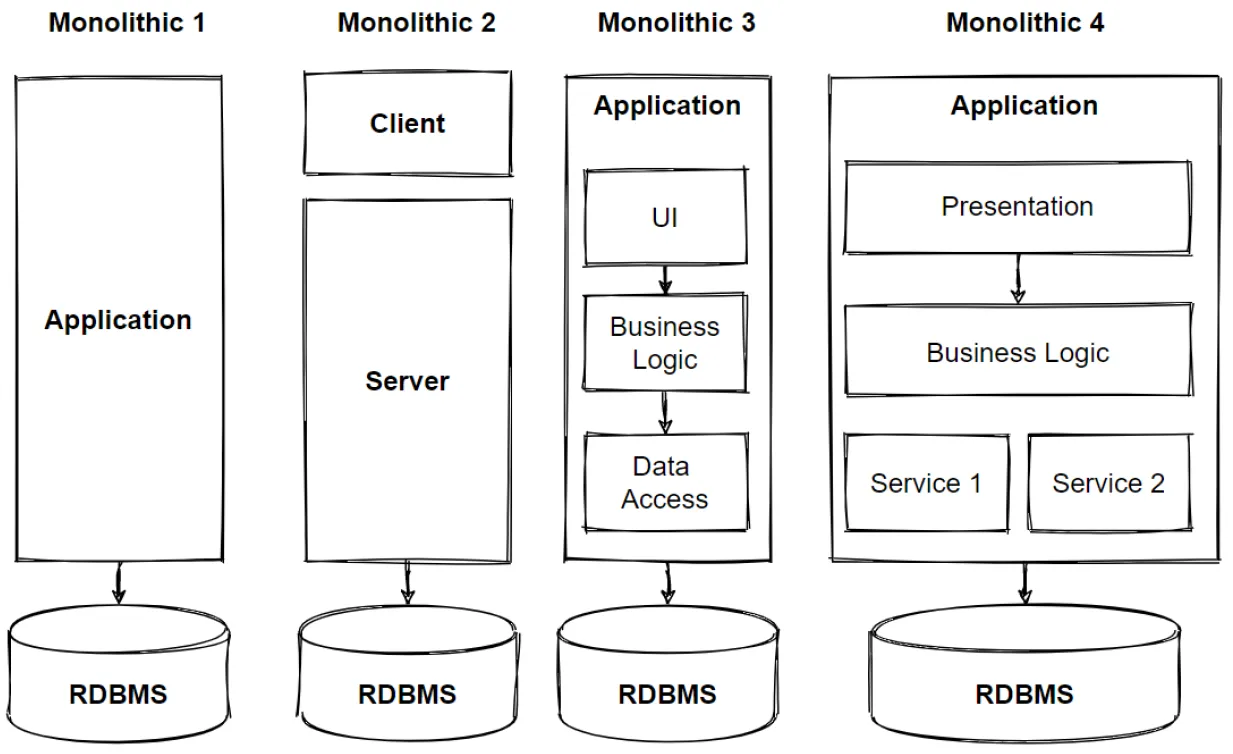 Monolithic 1
Application
RDBMS
Monolithic 2
Client
Server
RDBMS
Monolithic 3
Application
UI
Business
Logic
Data
Access
RDBMS
Monolithic 4
Application
Presentation
Business Logic
Service 1
Service 2
RDBMS